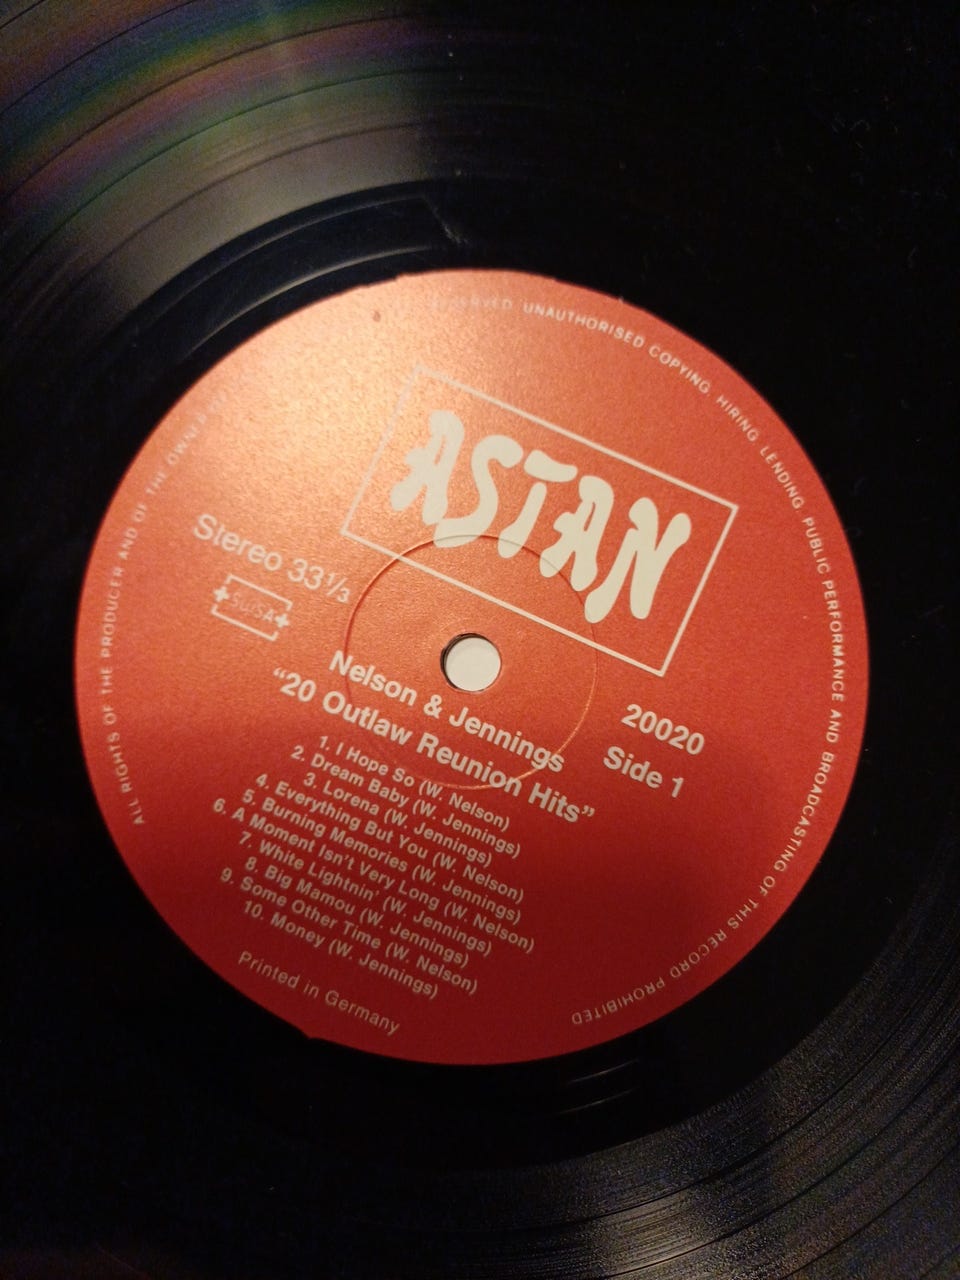 ALL RIGHTS OF THE PRODUCER AND OF THE OWNER
UNAUTHORISED COPYING, HIRING, LENDING, PUBLIC PERFORMANCE AND BROADCASTING OF THIS RECORD PROHIBITED
ASTAN
Stereo 33 1/3
SUISA
20020
Side 1
Nelson & Jennings
"20 Outlaw Reunion Hits"
1. I Hope So (W. Nelson)
2. Dream Baby (W. Jennings)
3. Lorena (W. Jennings)
4. Everything But You (W. Nelson)
5. Burning Memories (W. Jennings)
6. A Moment Isn't Very Long (W. Nelson)
7. White Lightnin' (W. Jennings)
8. Big Mamou (W. Jennings)
9. Some Other Time (W. Nelson)
10. Money (W. Jennings)
Printed in Germany